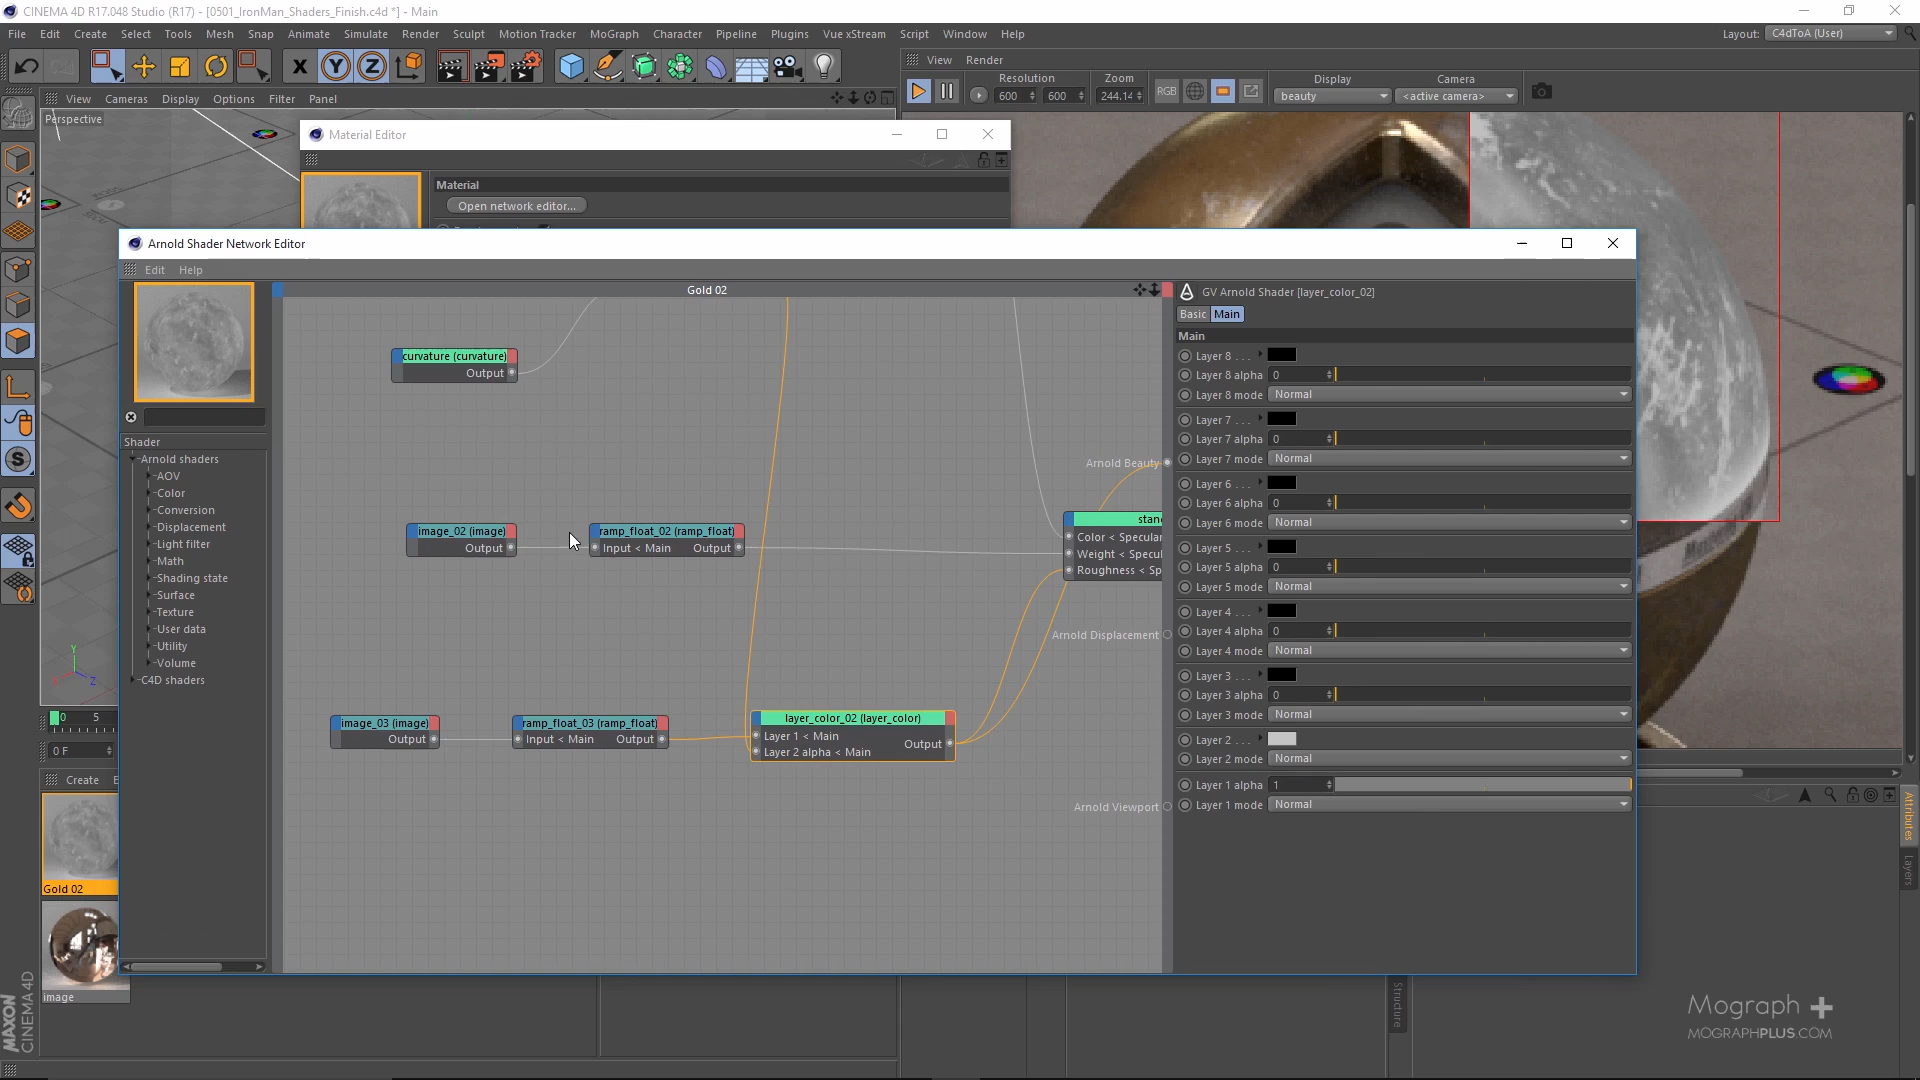 CINEMA 4D R17.048 Studio (R17) - [0501_IronMan_Shaders_Finish.c4d *] - Main
File Edit Create Select Tools Mesh Snap Animate Simulate Render Sculpt Motion Tracker MoGraph Character Pipeline Plugins Vue xStream Script Window Help
Layout: C4dToA (User)
X Y Z
View Render
Resolution Zoom Display Camera
600 600 244.14 RGB beauty <active camera>
View Cameras Display Options Filter Panel
Perspective
Material Editor
Material
Open network editor...
Arnold Shader Network Editor
Edit Help
Gold 02
GV Arnold Shader [layer_color_02]
Basic Main
Main
Shader
Arnold shaders
AOV
Color
Conversion
Displacement
Light filter
Math
Shading state
Surface
Texture
User data
Utility
Volume
C4D shaders
curvature (curvature)
Output
image_02 (image)
Output
ramp_float_02 (ramp_float)
Input < Main Output
image_03 (image)
Output
ramp_float_03 (ramp_float)
Input < Main Output
layer_color_02 (layer_color)
Layer 1 < Main
Layer 2 alpha < Main
Output
Arnold Beauty
stan
Color < Specular
Weight < Specul
Roughness < Sp
Arnold Displacement
Arnold Viewport
Layer 8 . . .
Layer 8 alpha 0
Layer 8 mode Normal
Layer 7 . . .
Layer 7 alpha 0
Layer 7 mode Normal
Layer 6 . . .
Layer 6 alpha 0
Layer 6 mode Normal
Layer 5 . . .
Layer 5 alpha 0
Layer 5 mode Normal
Layer 4 . . .
Layer 4 alpha 0
Layer 4 mode Normal
Layer 3 . . .
Layer 3 alpha 0
Layer 3 mode Normal
Layer 2 . . .
Layer 2 mode Normal
Layer 1 alpha 1
Layer 1 mode Normal
Y
Z
0 5
0 F
Create E
Gold 02
image
MAXON
CINEMA 4D
Attributes
Layers
Structure
Mograph +
MOGRAPHPLUS.COM